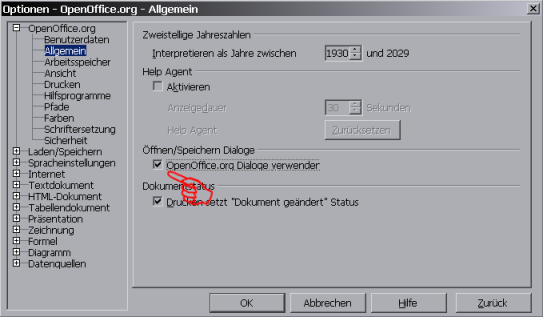 Optionen - OpenOffice.org - Allgemein
OpenOffice.org
Benutzerdaten
Allgemein
Arbeitsspeicher
Ansicht
Drucken
Hilfsprogramme
Pfade
Farben
Schriftersetzung
Sicherheit
Laden/Speichern
Spracheinstellungen
Internet
Textdokument
HTML-Dokument
Tabellendokument
Präsentation
Zeichnung
Formel
Diagramm
Datenquellen
Zweistellige Jahreszahlen
Interpretieren als Jahre zwischen 1930 und 2029
Help Agent
Aktivieren
Anzeigedauer 30 Sekunden
Help Agent Zurücksetzen
Öffnen/Speichern Dialoge
OpenOffice.org Dialoge verwender
Dokumentstatus
Drucken setzt "Dokument geändert" Status
OK Abbrechen Hilfe Zurück